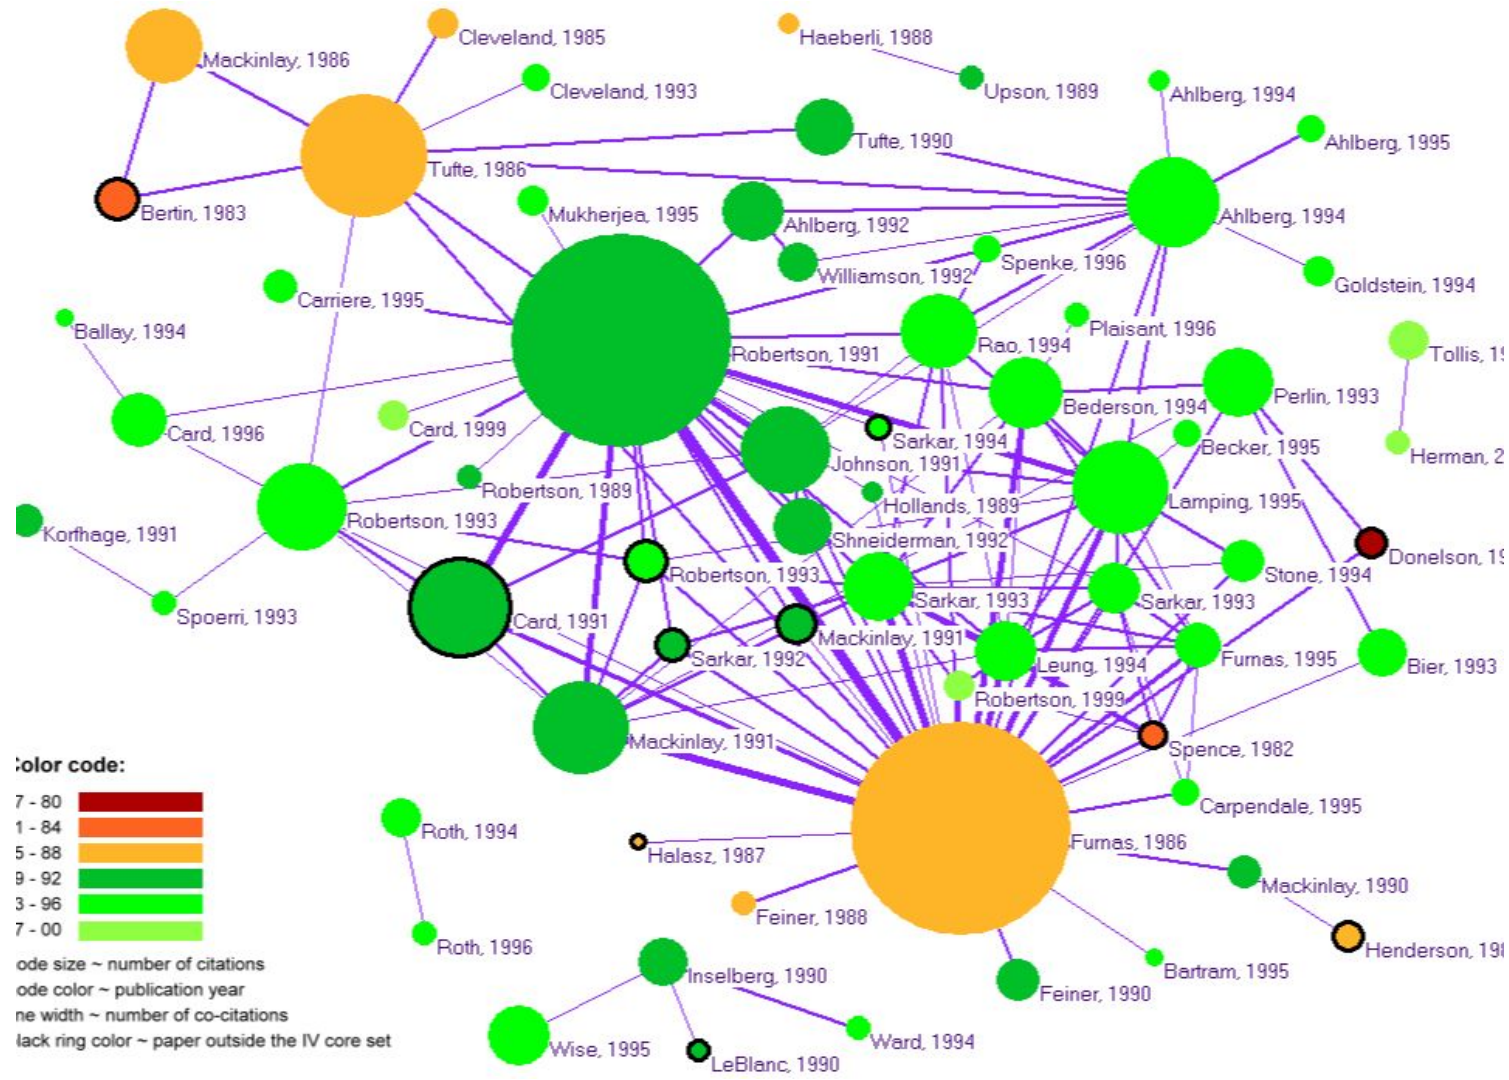 Cleveland, 1985
Haeberli, 1988
Mackinlay, 1986
Cleveland, 1993
Upson, 1989
Ahlberg, 1994
Tufte, 1990
Ahlberg, 1995
Tufte, 1986
Bertin, 1983
Mukherjea, 1995
Ahlberg, 1992
Ahlberg, 1994
Spenke, 1996
Williamson, 1992
Goldstein, 1994
Carriere, 1995
Ballay, 1994
Plaisant, 1996
Rao, 1994
Robertson, 1991
Tollis, 19
Perlin, 1993
Bederson, 1994
Card, 1996
Card, 1999
Sarkar, 1994
Becker, 1995
Herman, 2
Johnson, 1991
Robertson, 1989
Lamping, 1995
Hollands, 1989
Robertson, 1993
Korfhage, 1991
Shneiderman, 1992
Donelson, 19
Robertson, 1993
Stone, 1994
Sarkar, 1993
Sarkar, 1993
Spoerri, 1993
Card, 1991
Mackinlay, 1991
Sarkar, 1992
Leung, 1994
Furnas, 1995
Bier, 1993
Robertson, 1999
Mackinlay, 1991
Spence, 1982
Color code:
7 - 80
1 - 84
5 - 88
9 - 92
3 - 96
7 - 00
ode size ~ number of citations
ode color ~ publication year
ne width ~ number of co-citations
lack ring color ~ paper outside the IV core set
Carpendale, 1995
Roth, 1994
Furnas, 1986
Halasz, 1987
Mackinlay, 1990
Feiner, 1988
Roth, 1996
Henderson, 198
Bartram, 1995
Inselberg, 1990
Feiner, 1990
Ward, 1994
Wise, 1995
LeBlanc, 1990